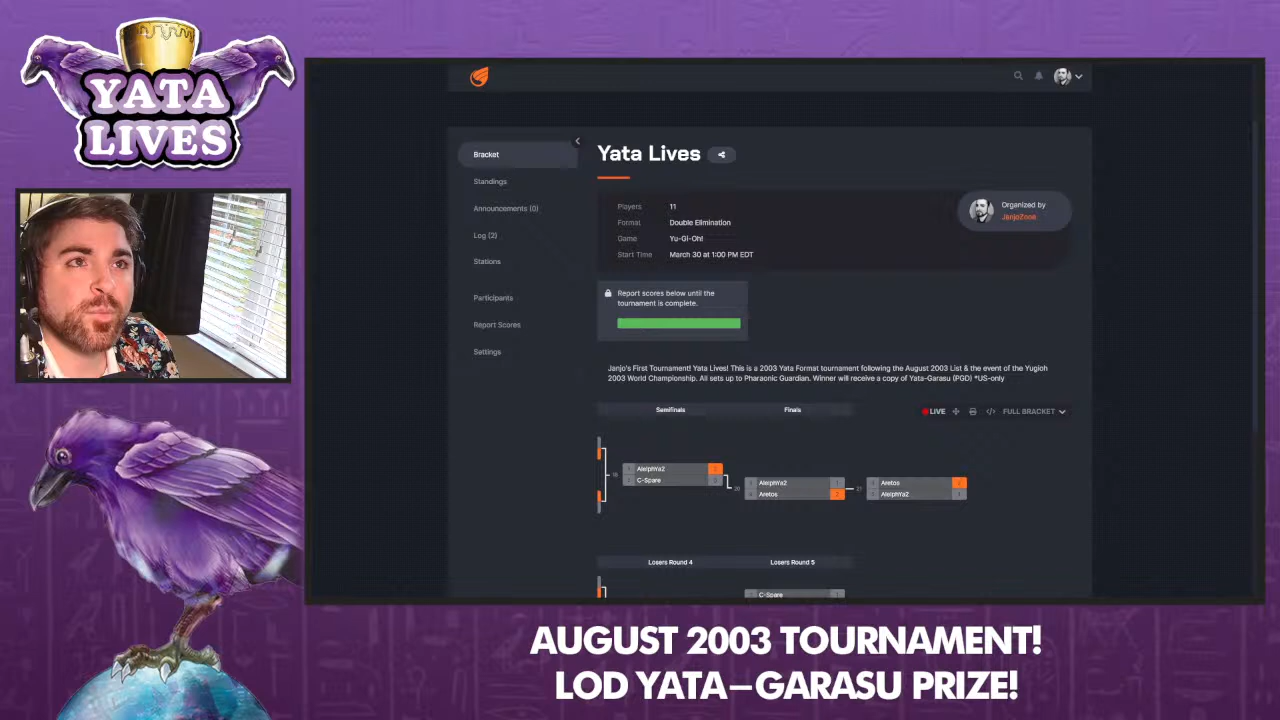 YATA
LIVES
Bracket
Standings
Announcements (0)
Log (2)
Stations
Participants
Report Scores
Settings
Yata Lives
Players 11
Format Double Elimination
Game Yu-Gi-Oh!
Start Time March 30 at 1:00 PM EDT
Organized by
JanjoZone
Report scores below until the
tournament is complete.
Janjo's First Tournament! Yata Lives! This is a 2003 Yata Format tournament following the August 2003 List & the event of the Yugioh
2003 World Championship. All sets up to Pharaonic Guardian. Winner will receive a copy of Yata-Garasu (PGD) *US-only
Semifinals Finals
LIVE </> FULL BRACKET
AleiphYa2
C-Spare
AleiphYa2 1
Aretos 2
Aretos
AleiphYa2 1
Losers Round 4 Losers Round 5
C-Spare
AUGUST 2003 TOURNAMENT!
LOD YATA–GARASU PRIZE!